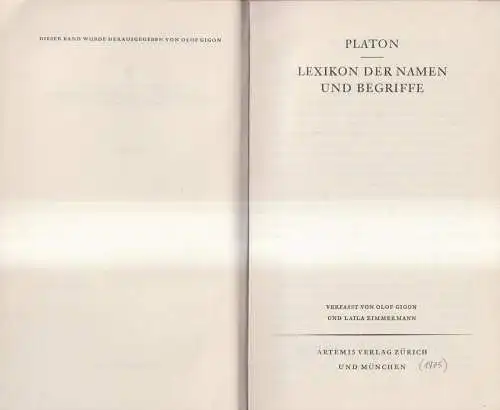 DIESER BAND WURDE HERAUSGEGEBEN VON OLOF GIGON
PLATON
LEXIKON DER NAMEN
UND BEGRIFFE
VERFASST VON OLOF GIGON
UND LAILA ZIMMERMANN
ARTEMIS VERLAG ZÜRICH
UND MÜNCHEN (1975)